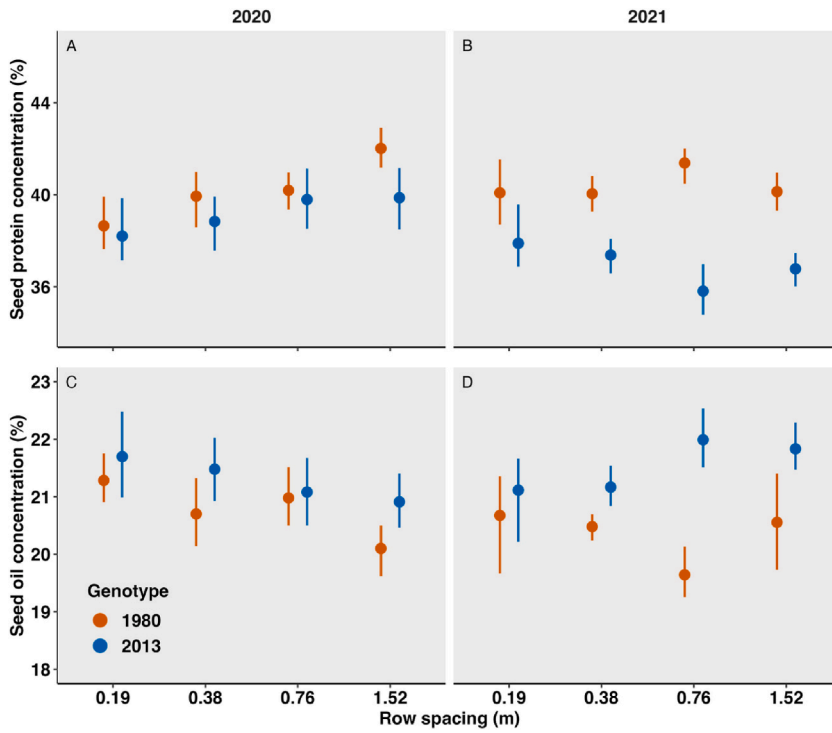 2020
2021
A
B
Seed protein concentration (%)
44
40
36
C
D
Seed oil concentration (%)
23
22
21
20
19
18
Genotype
1980
2013
0.19
0.38
0.76
1.52
0.19
0.38
0.76
1.52
Row spacing (m)